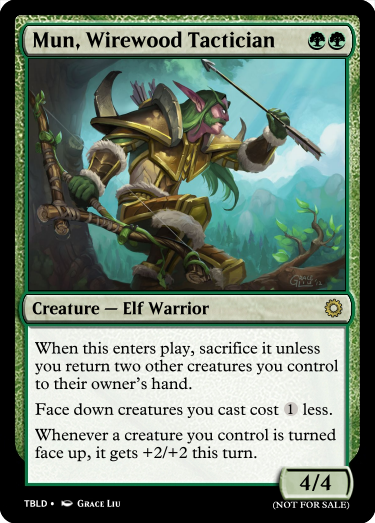 Mun, Wirewood Tactician
Creature — Elf Warrior
When this enters play, sacrifice it unless
you return two other creatures you control
to their owner's hand.
Face down creatures you cast cost 1 less.
Whenever a creature you control is turned
face up, it gets +2/+2 this turn.
4/4
TBLD • Grace Liu
(NOT FOR SALE)